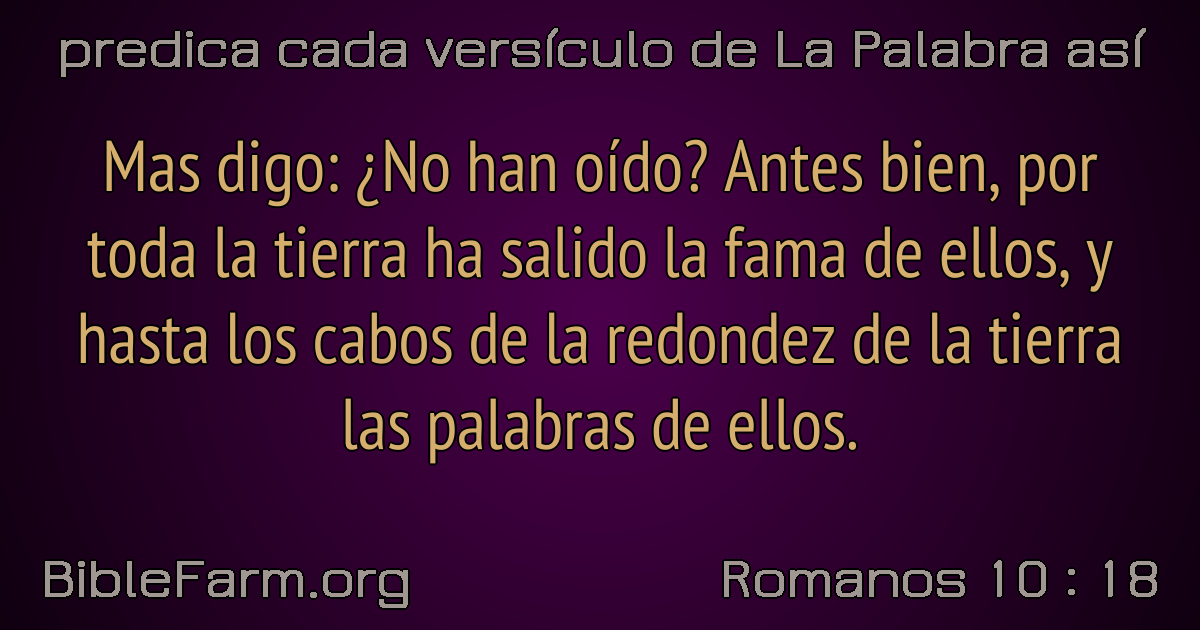 predica cada versículo de La Palabra así
Mas digo: ¿No han oído? Antes bien, por
toda la tierra ha salido la fama de ellos, y
hasta los cabos de la redondez de la tierra
las palabras de ellos.
BibleFarm.org
Romanos 10 : 18